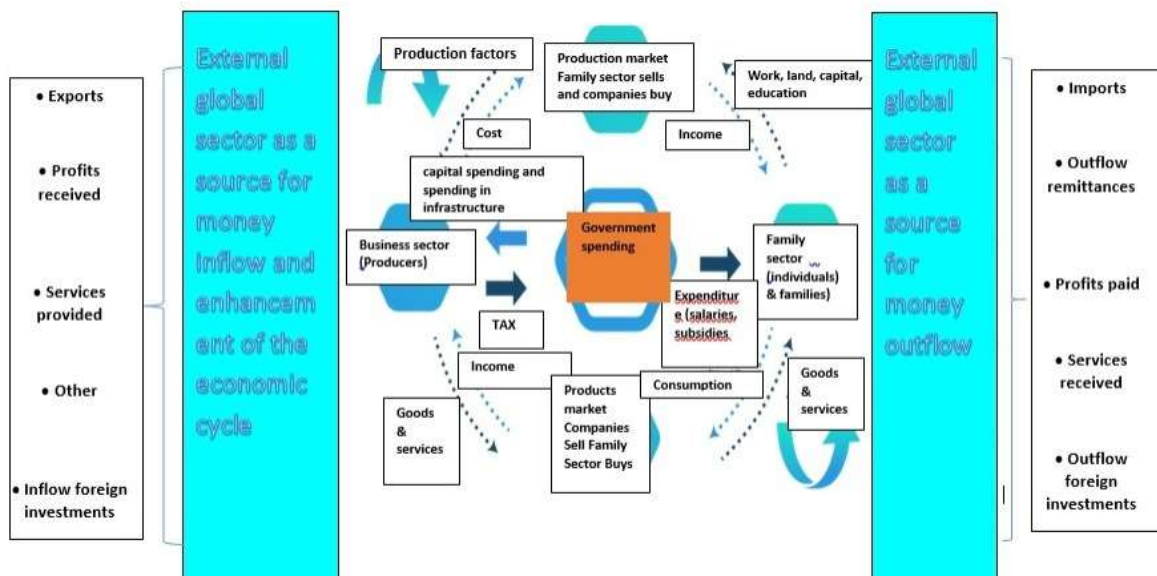 • Exports
• Profits
received
• Services
provided
• Other
• Inflow foreign
investments
External
global
sector as a
source for
money
Inflow and
enhancem
ent of the
economic
cycle
Production factors
Production market
Family sector sells
and companies buy
Work, land, capital,
education
Cost
Income
capital spending and
spending in
infrastructure
Business sector
(Producers)
Government
spending
Family
sector
(individuals)
& families)
TAX
Expenditur
e (salaries,
subsidies
Income
Consumption
Goods
&
services
Products
market
Companies
Sell Family
Sector Buys
Goods
&
services
External
global
sector
as a
source
for
money
outflow
• Imports
• Outflow
remittances
• Profits paid
• Services
received
• Outflow
foreign
investments